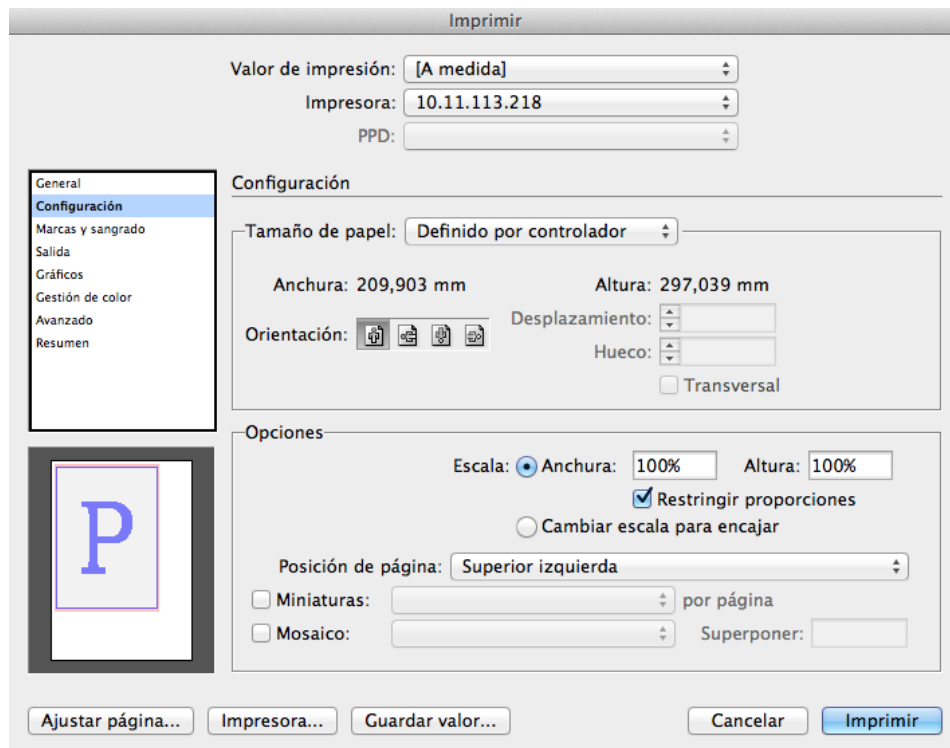 Imprimir
Valor de impresión: [A medida]
Impresora: 10.11.113.218
PPD:
General
Configuración
Marcas y sangrado
Salida
Gráficos
Gestión de color
Avanzado
Resumen
Configuración
Tamaño de papel: Definido por controlador
Anchura: 209,903 mm Altura: 297,039 mm
Orientación:
Desplazamiento:
Hueco:
Transversal
Opciones
Escala: Anchura: 100% Altura: 100%
Restringir proporciones
Cambiar escala para encajar
Posición de página: Superior izquierda
Miniaturas: por página
Mosaico: Superponer:
P
Ajustar página... Impresora... Guardar valor... Cancelar Imprimir